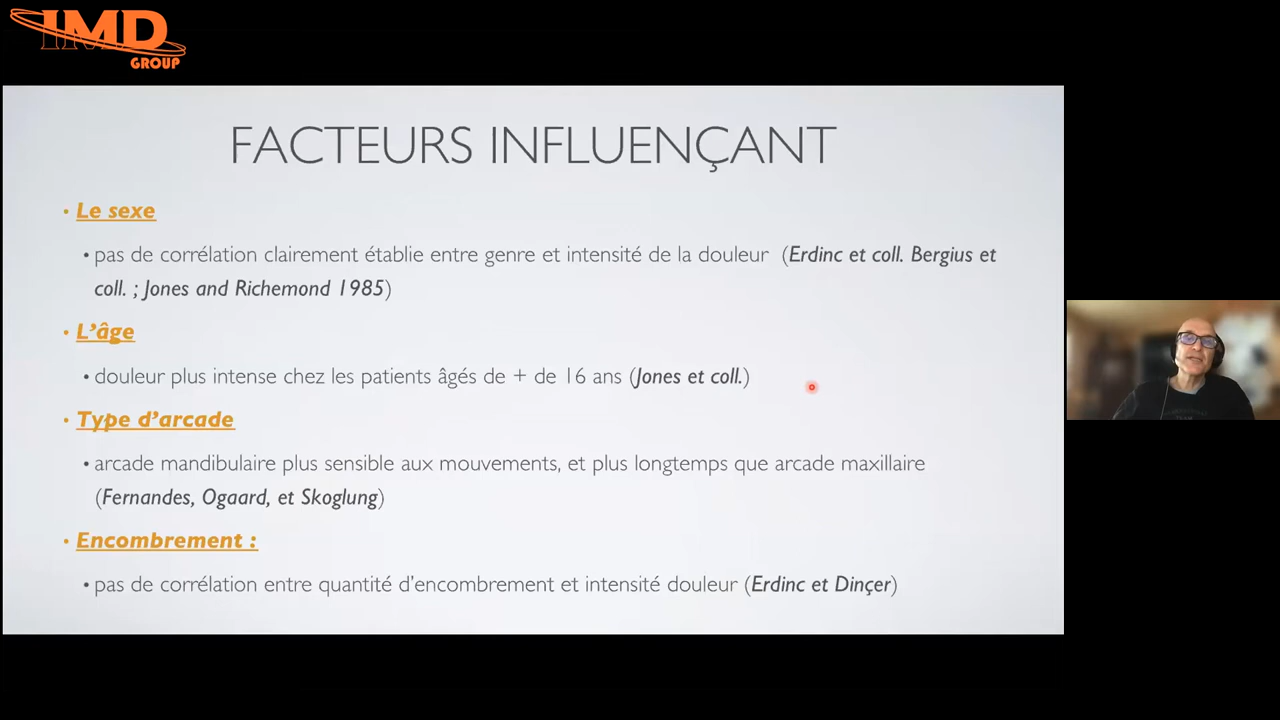 IMD
GROUP
FACTEURS INFLUENÇANT
• Le sexe
• pas de corrélation clairement établie entre genre et intensité de la douleur (Erdinc et coll. Bergius et
coll. ; Jones and Richemond 1985)
• L'âge
• douleur plus intense chez les patients âgés de + de 16 ans (Jones et coll.)
• Type d'arcade
• arcade mandibulaire plus sensible aux mouvements, et plus longtemps que arcade maxillaire
(Fernandes, Ogaard, et Skoglung)
• Encombrement :
• pas de corrélation entre quantité d'encombrement et intensité douleur (Erdinc et Dinçer)